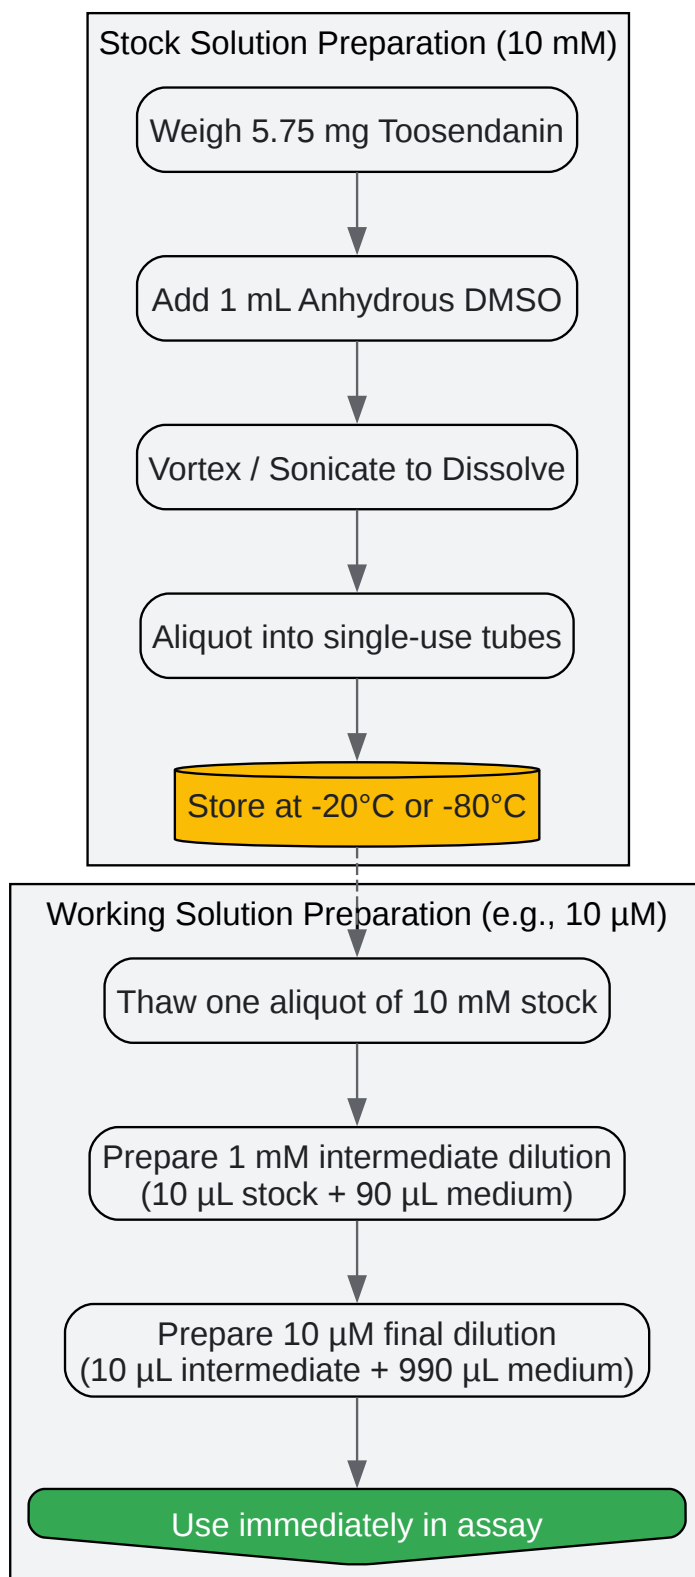 Stock Solution Preparation (10 mM)
Weigh 5.75 mg Toosendanin
Add 1 mL Anhydrous DMSO
Vortex / Sonicate to Dissolve
Aliquot into single-use tubes
Store at -20°C or -80°C
Working Solution Preparation (e.g., 10 µM)
Thaw one aliquot of 10 mM stock
Prepare 1 mM intermediate dilution
(10 µL stock + 90 µL medium)
Prepare 10 µM final dilution
(10 µL intermediate + 990 µL medium)
Use immediately in assay